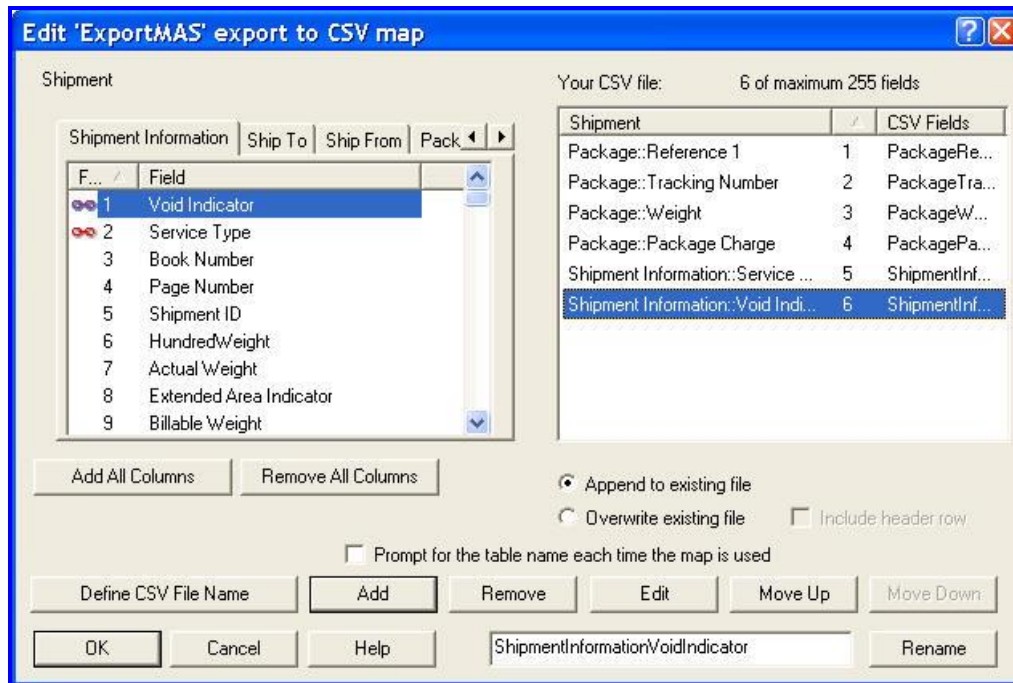 Edit 'ExportMAS' export to CSV map
Shipment
Your CSV file: 6 of maximum 255 fields
Shipment Information Ship To Ship From Pack
F... Field
1 Void Indicator
2 Service Type
3 Book Number
4 Page Number
5 Shipment ID
6 HundredWeight
7 Actual Weight
8 Extended Area Indicator
9 Billable Weight
Shipment CSV Fields
Package::Reference 1 1 PackageRe...
Package::Tracking Number 2 PackageTra...
Package::Weight 3 PackageW...
Package::Package Charge 4 PackagePa...
Shipment Information::Service ... 5 ShipmentInf...
Shipment Information::Void Indi... 6 ShipmentInf...
Add All Columns Remove All Columns
Append to existing file
Overwrite existing file Include header row
Prompt for the table name each time the map is used
Define CSV File Name Add Remove Edit Move Up Move Down
OK Cancel Help ShipmentInformationVoidIndicator Rename